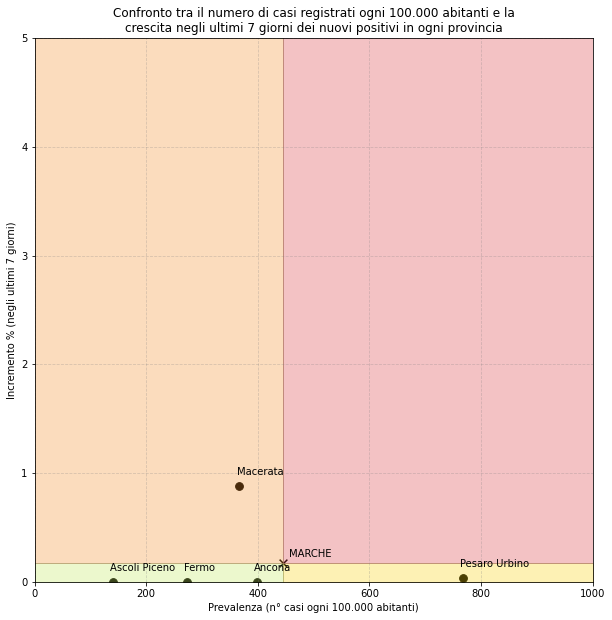 Confronto tra il numero di casi registrati ogni 100.000 abitanti e la
crescita negli ultimi 7 giorni dei nuovi positivi in ogni provincia
5
4
3
2
1
0
Incremento % (negli ultimi 7 giorni)
Macerata
MARCHE
Ascoli Piceno
Fermo
Ancona
Pesaro Urbino
0
200
400
600
800
1000
Prevalenza (n° casi ogni 100.000 abitanti)